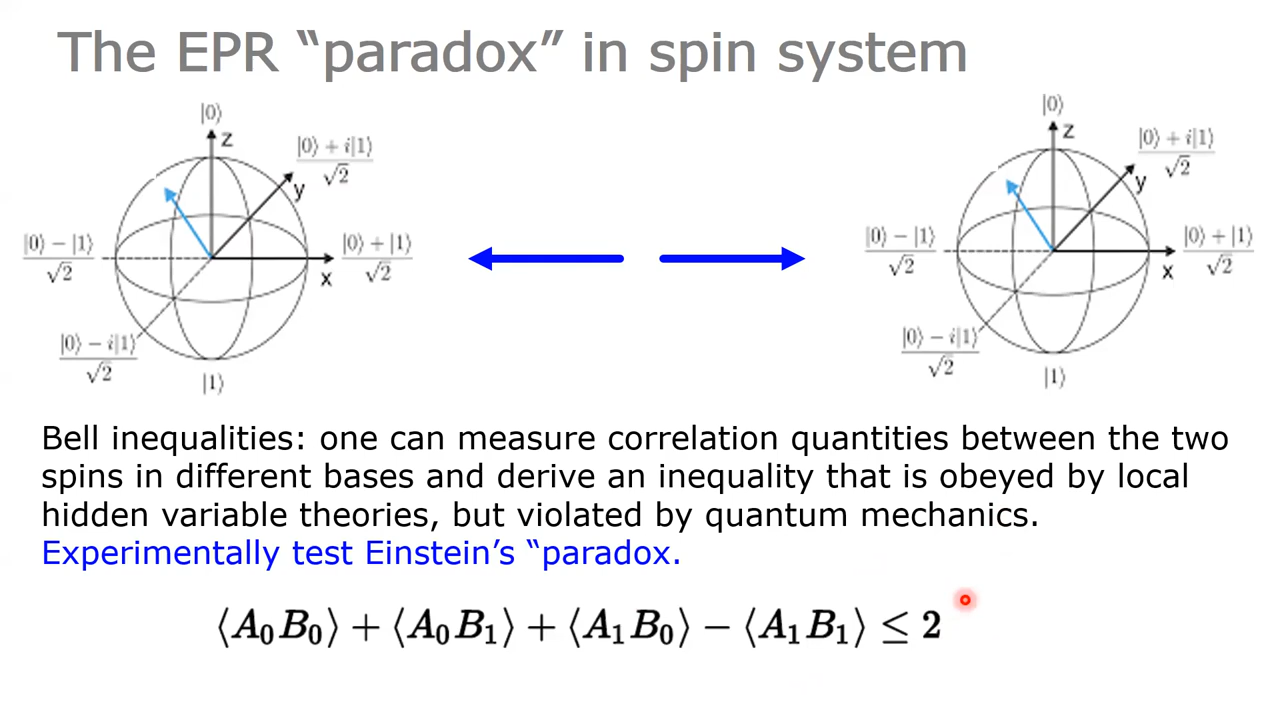 The EPR “paradox” in spin system
|0⟩
z
|0⟩ + i|1⟩
√2
y
|0⟩ − |1⟩
√2
|0⟩ + |1⟩
√2
x
|0⟩ − i|1⟩
√2
|1⟩
|0⟩
z
|0⟩ + i|1⟩
√2
y
|0⟩ − |1⟩
√2
|0⟩ + |1⟩
√2
x
|0⟩ − i|1⟩
√2
|1⟩
Bell inequalities: one can measure correlation quantities between the two
spins in different bases and derive an inequality that is obeyed by local
hidden variable theories, but violated by quantum mechanics.
Experimentally test Einstein’s “paradox.
⟨A₀B₀⟩ + ⟨A₀B₁⟩ + ⟨A₁B₀⟩ − ⟨A₁B₁⟩ ≤ 2